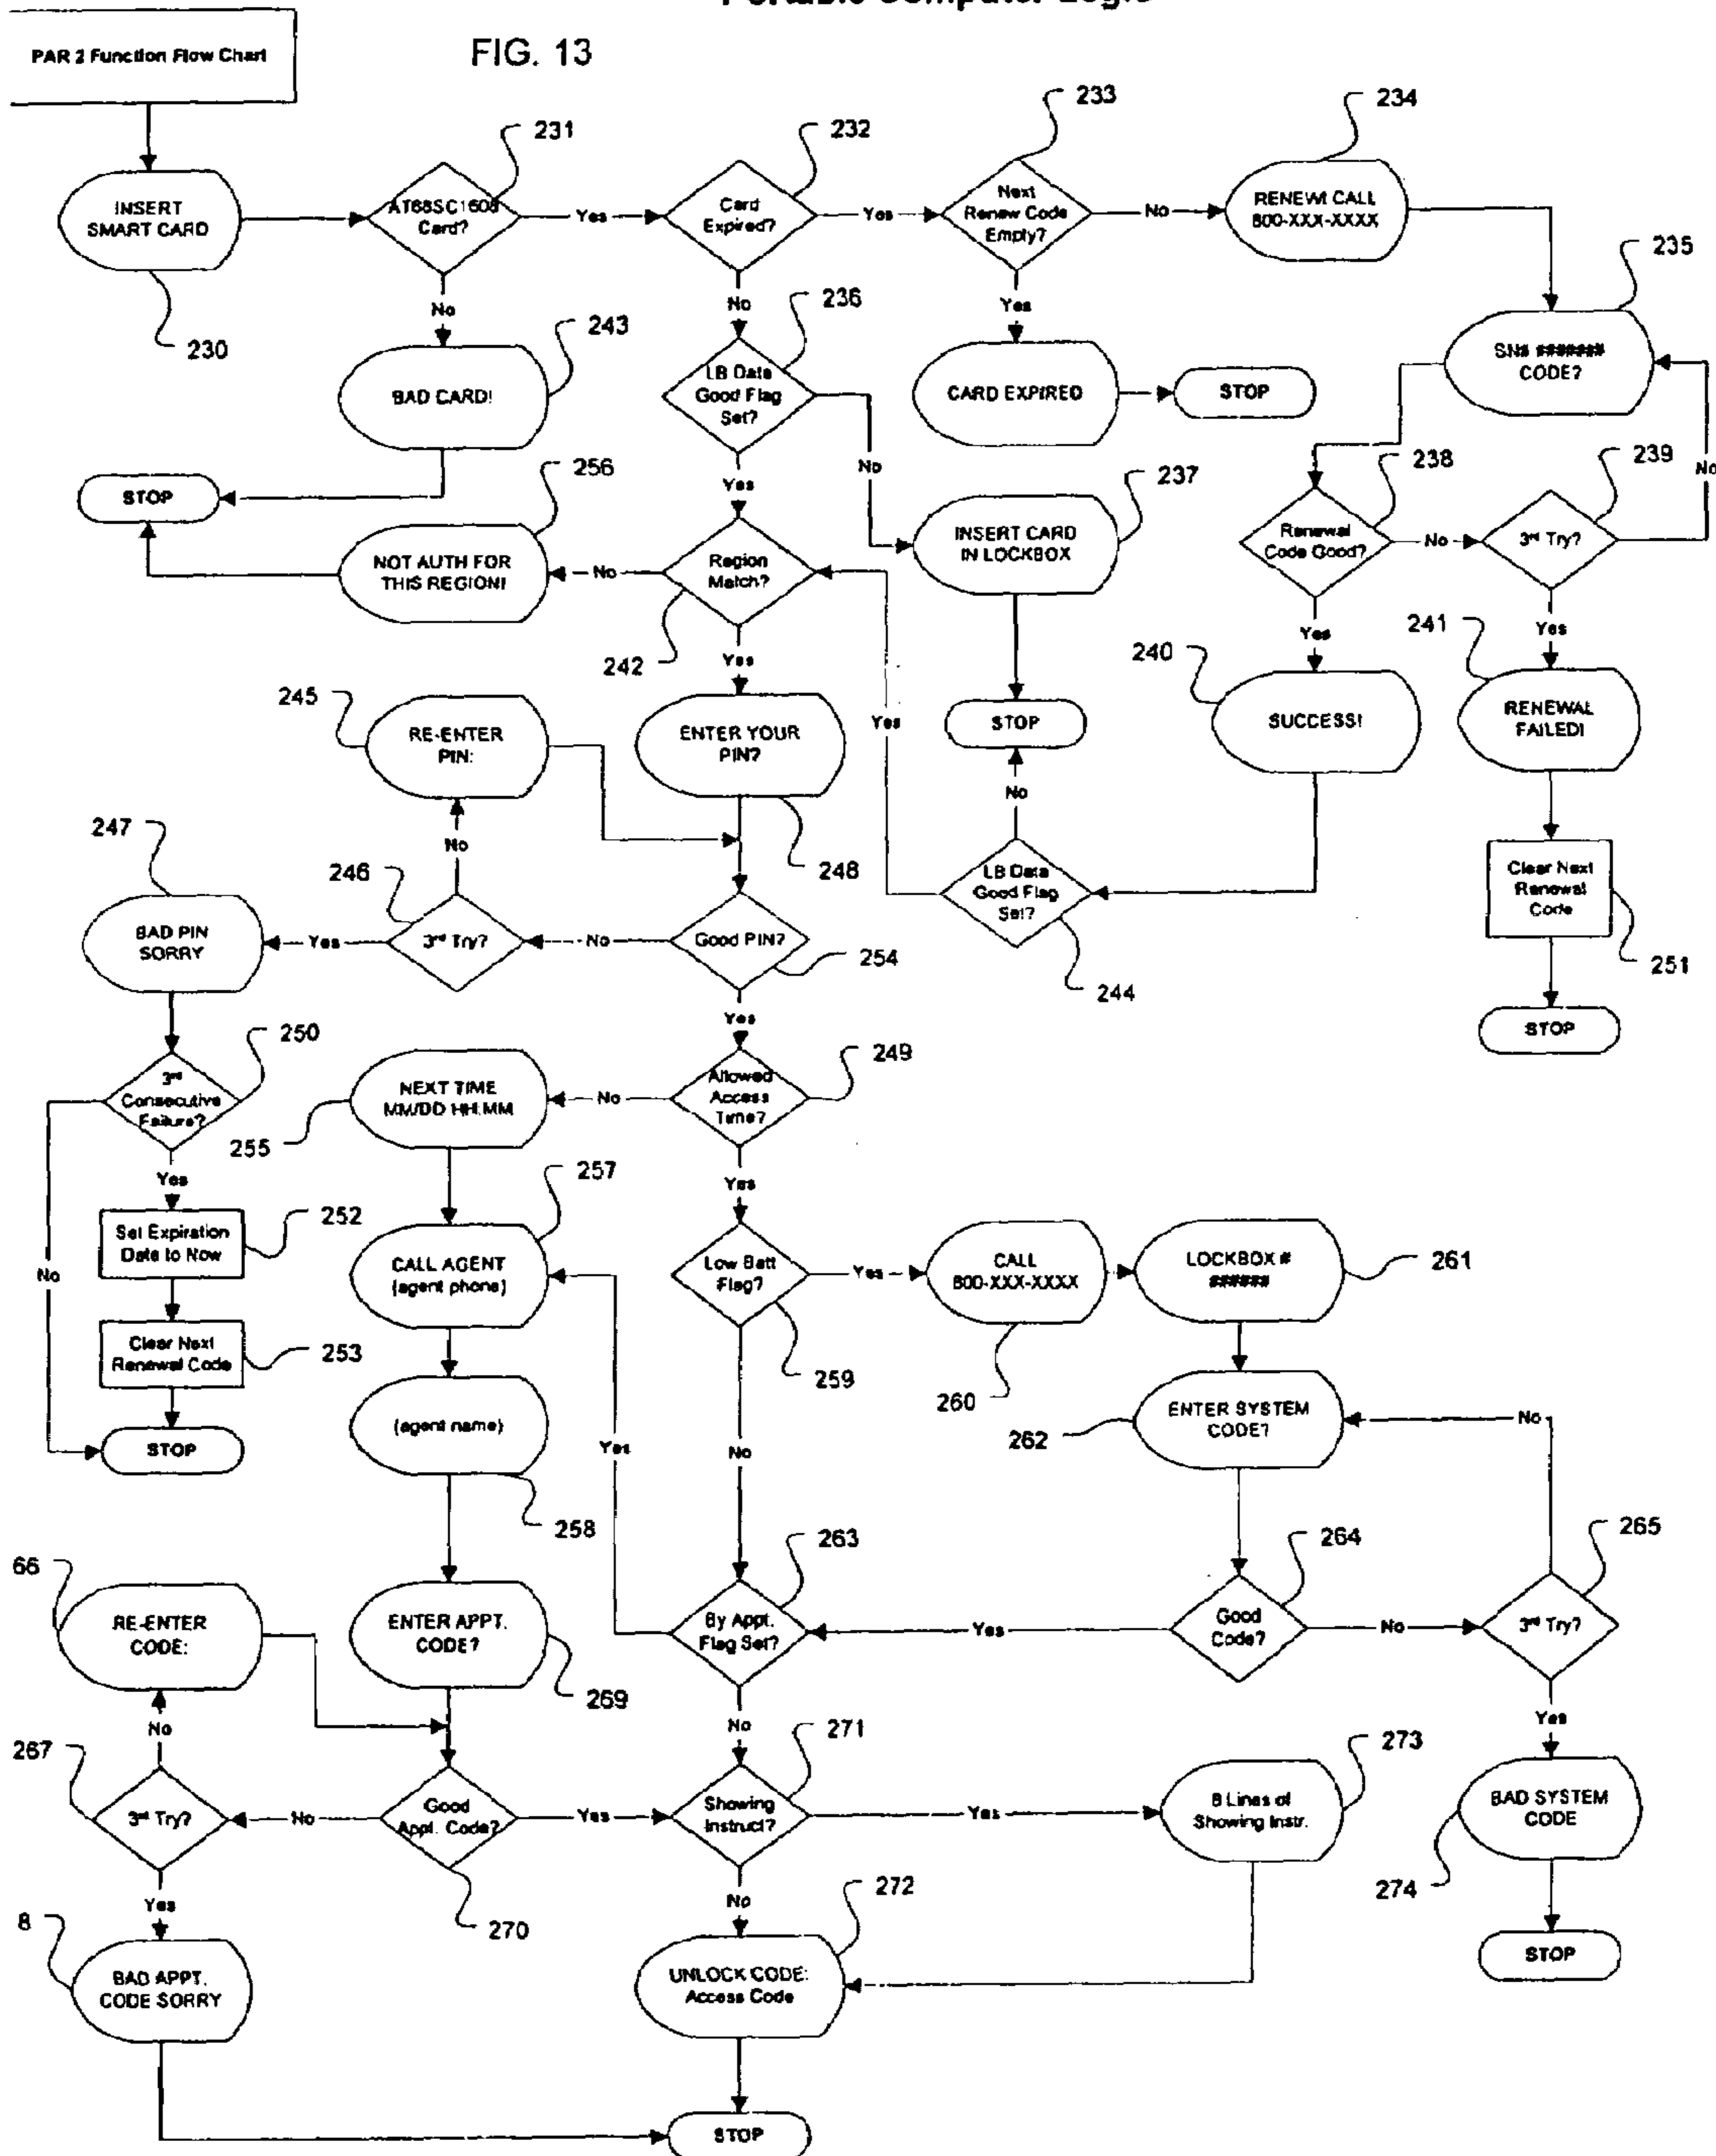 FIG. 13
PAR 2 Function Flow Chart
INSERT
SMART CARD
230
AT88SC1608
Card?
231
Yes
No
Card
Expired?
232
Yes
No
Next
Renew Code
Empty?
233
No
Yes
RENEW! CALL
800-XXX-XXXX
234
SN# #######
CODE?
235
BAD CARD!
243
STOP
LB Data
Good Flag
Set?
236
Yes
No
CARD EXPIRED
STOP
NOT AUTH FOR
THIS REGION!
256
No
Region
Match?
242
Yes
INSERT CARD
IN LOCKBOX
237
STOP
Renewal
Code Good?
238
No
Yes
3rd Try?
239
No
Yes
SUCCESS!
240
RENEWAL
FAILED!
241
RE-ENTER
PIN:
245
ENTER YOUR
PIN?
248
Yes
No
LB Data
Good Flag
Set?
244
Clear Next
Renewal
Code
251
STOP
BAD PIN
SORRY
247
Yes
No
3rd Try?
246
No
Good PIN?
254
Yes
3rd
Consecutive
Failure?
250
No
Yes
NEXT TIME
MM/DD HH:MM
255
No
Allowed
Access
Time?
249
Yes
Set Expiration
Date to Now
252
Clear Next
Renewal Code
253
STOP
CALL AGENT
(agent phone)
257
(agent name)
258
Low Batt
Flag?
259
Yes
No
CALL
800-XXX-XXXX
260
LOCKBOX #
######
261
ENTER SYSTEM
CODE?
262
No
Yes
RE-ENTER
CODE:
66
ENTER APPT.
CODE?
269
By Appt.
Flag Set?
263
Yes
No
Good
Code?
264
No
3rd Try?
265
Yes
No
3rd Try?
267
No
Yes
Good
Appt. Code?
270
Yes
Showing
Instruct?
271
Yes
No
8 Lines of
Showing Instr.
273
BAD SYSTEM
CODE
274
STOP
BAD APPT.
CODE SORRY
8
UNLOCK CODE:
Access Code
272
STOP